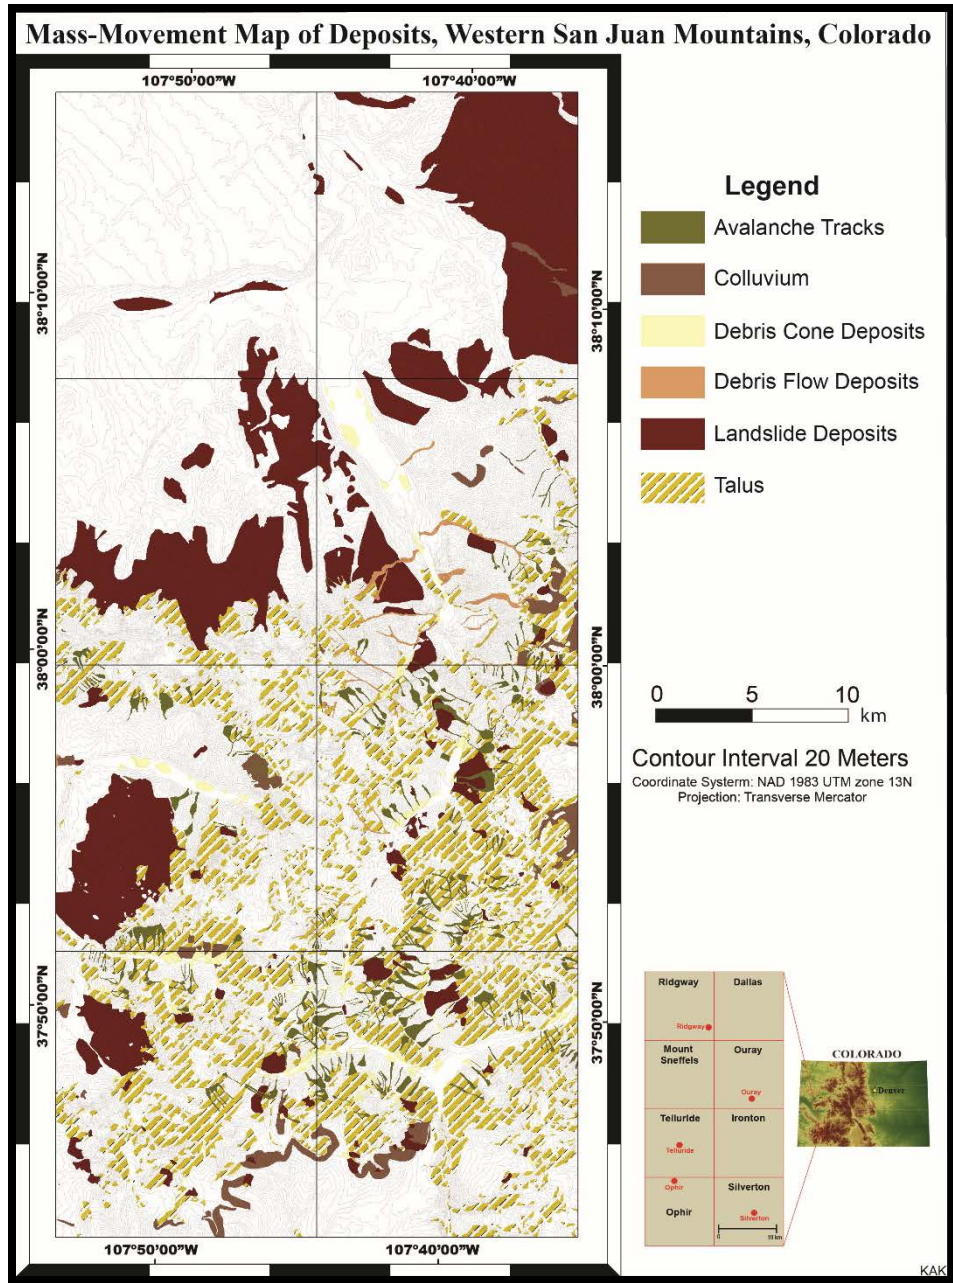 Mass-Movement Map of Deposits, Western San Juan Mountains, Colorado
107°50'00"W
107°40'00"W
38°10'00"N
38°10'00"N
38°00'00"N
38°00'00"N
37°50'00"N
37°50'00"N
107°50'00"W
107°40'00"W
Legend
Avalanche Tracks
Colluvium
Debris Cone Deposits
Debris Flow Deposits
Landslide Deposits
Talus
0 5 10
km
Contour Interval 20 Meters
Coordinate Systerm: NAD 1983 UTM zone 13N
Projection: Transverse Mercator
Ridgway
Dallas
Ridgway
Mount
Sneffels
Ouray
Ouray
Telluride
Ironton
Telluride
Ophir
Silverton
Ophir
Silverton
0
km
COLORADO
Denver
KAK